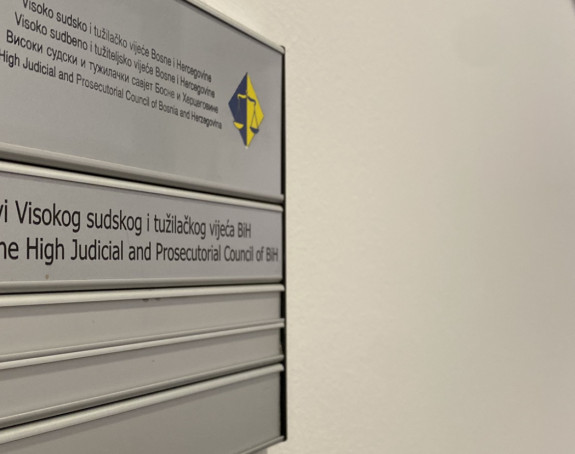 Visoko sudsko i tužilačko vijeće Bosne i Hercegovine
Visoko sudbeno i tužiteljsko vijeće Bosne i Hercegovine
Високи судски и тужилачки савјет Босне и Херцеговине
High Judicial and Prosecutorial Council of Bosnia and Herzegovina
vi Visokog sudskog i tužilačkog vijeća BiH
he High Judicial and Prosecutorial Council of BiH